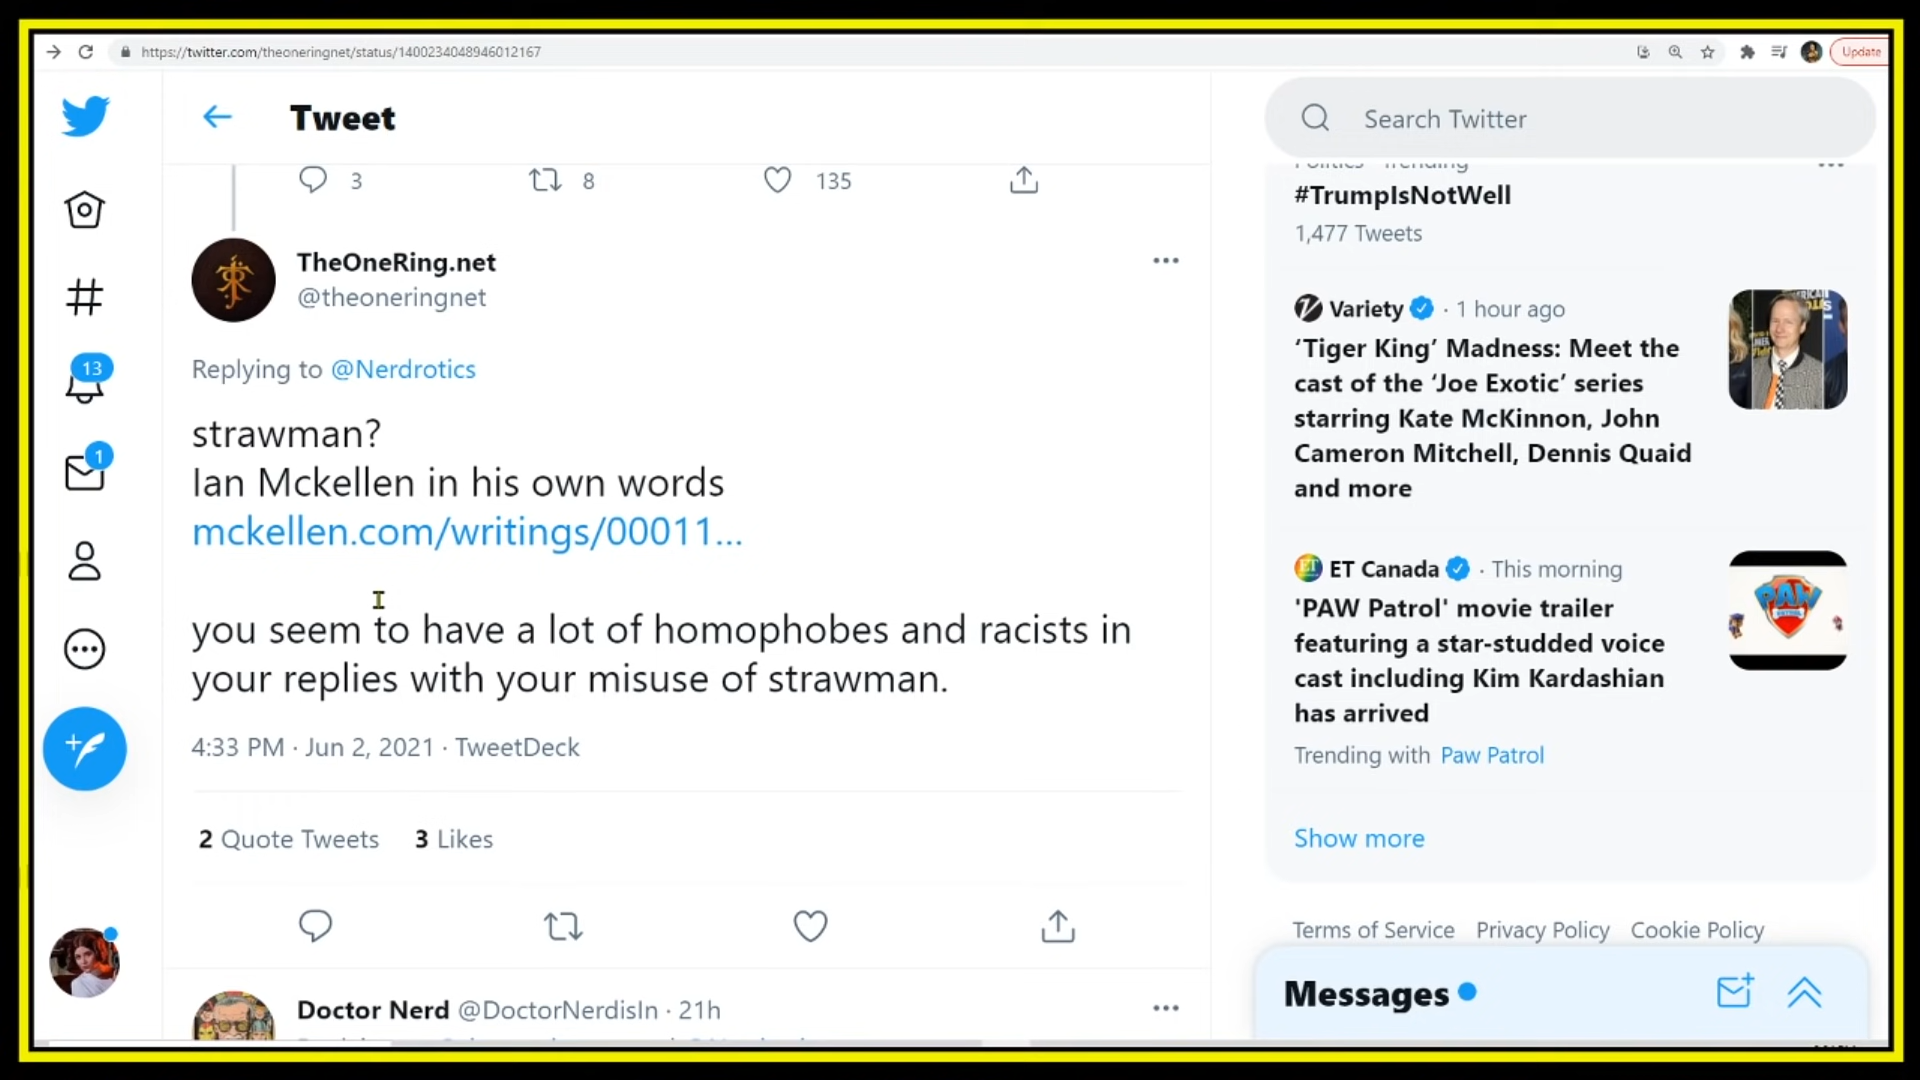 https://twitter.com/theoneringnet/status/1400234048946012167
Update
Tweet
3
8
135
TheOneRing.net
@theoneringnet
Replying to @Nerdrotics
strawman?
Ian Mckellen in his own words
mckellen.com/writings/00011...
you seem to have a lot of homophobes and racists in
your replies with your misuse of strawman.
4:33 PM · Jun 2, 2021 · TweetDeck
2 Quote Tweets 3 Likes
Doctor Nerd @DoctorNerdisIn · 21h
13
1
Search Twitter
Politics · Trending
#TrumpIsNotWell
1,477 Tweets
Variety · 1 hour ago
‘Tiger King’ Madness: Meet the
cast of the ‘Joe Exotic’ series
starring Kate McKinnon, John
Cameron Mitchell, Dennis Quaid
and more
ET Canada · This morning
'PAW Patrol' movie trailer
featuring a star-studded voice
cast including Kim Kardashian
has arrived
Trending with Paw Patrol
Show more
Terms of Service Privacy Policy Cookie Policy
Messages